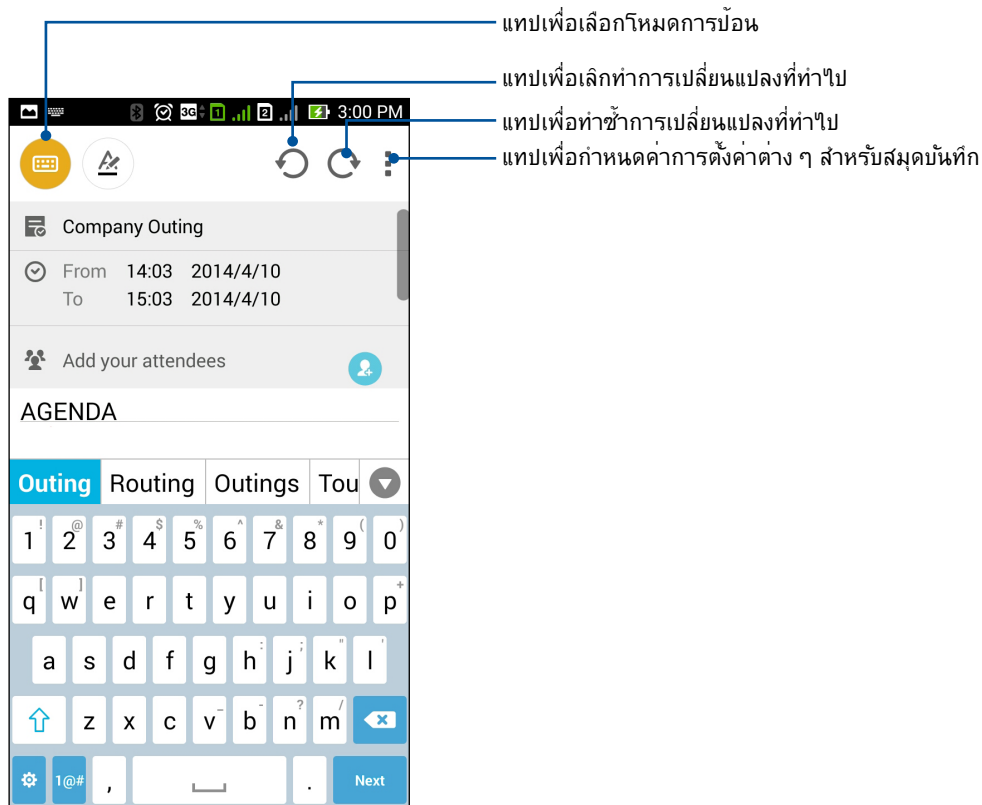 แทปเพื่อเลือกโหมดการป้อน
แทปเพื่อเลิกทำการเปลี่ยนแปลงที่ทำไป
แทปเพื่อทำซ้ำการเปลี่ยนแปลงที่ทำไป
แทปเพื่อกำหนดค่าการตั้งค่าต่าง ๆ สำหรับสมุดบันทึก
3G 1 2 3:00 PM
Company Outing
From 14:03 2014/4/10
To 15:03 2014/4/10
Add your attendees
AGENDA
Outing Routing Outings Tou
! @ # $ % ^ & * ( )
1 2 3 4 5 6 7 8 9 0
[ ] +
q w e r t y u i o p
: ; " '
a s d f g h j k l
_ - ? /
z x c v b n m
1@# , . Next